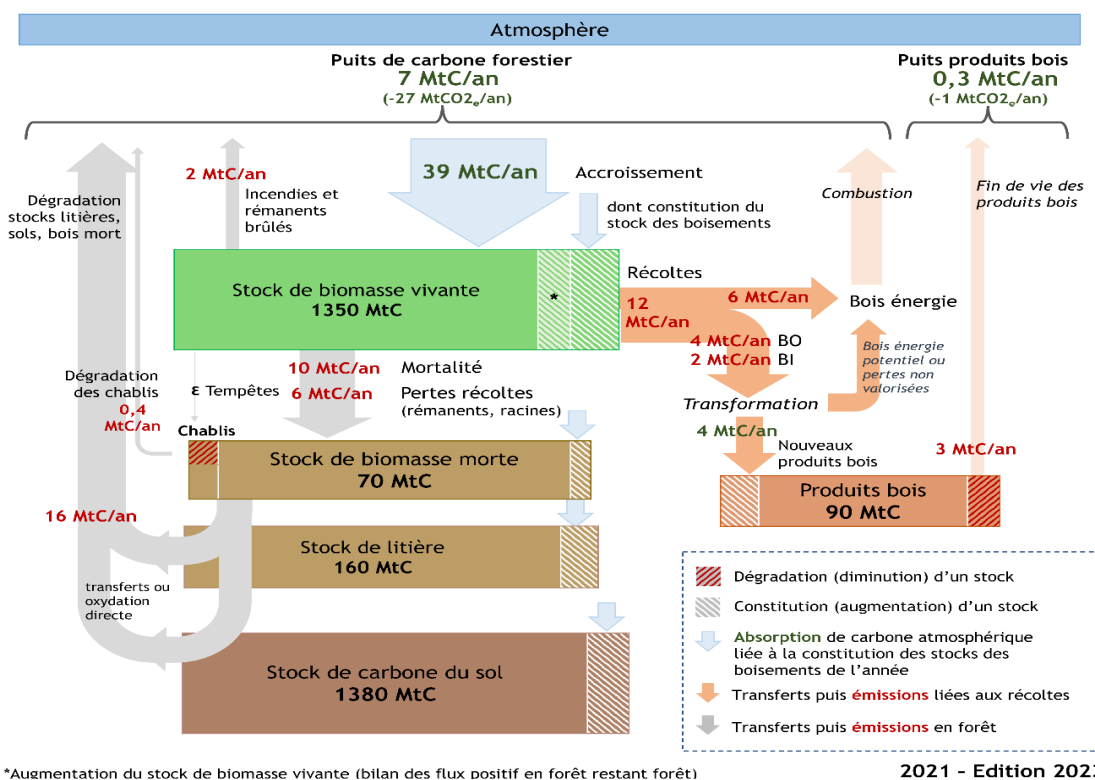 Atmosphère
Puits de carbone forestier
7 MtC/an
(-27 MtCO2e/an)
Puits produits bois
0,3 MtC/an
(-1 MtCO2e/an)
Dégradation
stocks litières,
sols, bois mort
2 MtC/an
Incendies et
rémanents
brûlés
39 MtC/an
Accroissement
dont constitution du
stock des boisements
Combustion
Fin de vie des
produits bois
Stock de biomasse vivante
1350 MtC
*
Récoltes
12
MtC/an
6 MtC/an
Bois énergie
4 MtC/an BO
2 MtC/an BI
Bois énergie
potentiel ou
pertes non
valorisées
Transformation
Dégradation
des chablis
0,4
MtC/an
ε Tempêtes
10 MtC/an Mortalité
6 MtC/an Pertes récoltes
(rémanents, racines)
4 MtC/an
Nouveaux
produits bois
3 MtC/an
Chablis
Stock de biomasse morte
70 MtC
Produits bois
90 MtC
16 MtC/an
Stock de litière
160 MtC
transferts ou
oxydation
directe
Stock de carbone du sol
1380 MtC
Dégradation (diminution) d'un stock
Constitution (augmentation) d'un stock
Absorption de carbone atmosphérique
liée à la constitution des stocks des
boisements de l'année
Transferts puis émissions liées aux récoltes
Transferts puis émissions en forêt
*Augmentation du stock de biomasse vivante (bilan des flux positif en forêt restant forêt)
2021 - Edition 2023